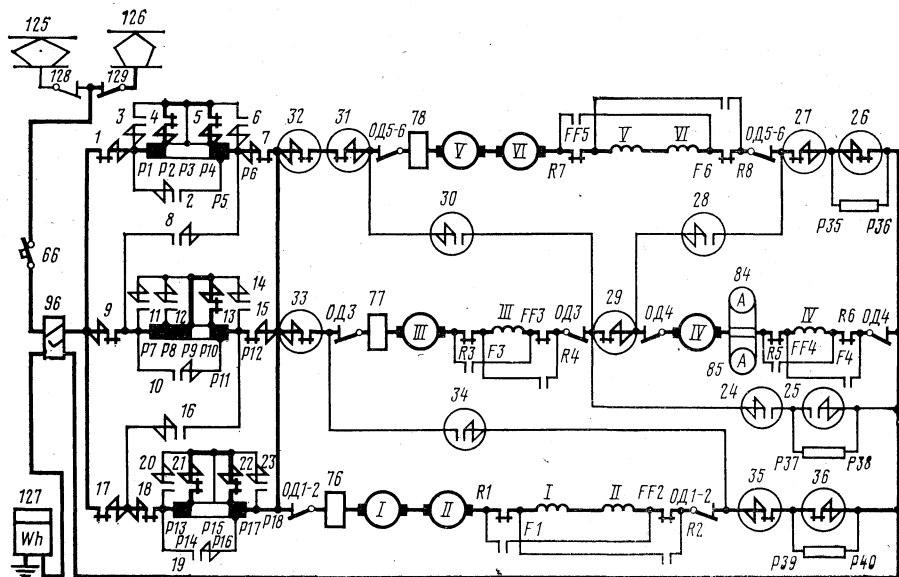 125 126
128 129
3 4 5 6
1 7 32 31 ОД5-6 78 V VI FF5 V VI ОД5-6 27 26
P1 P2 P3 P4 P6 R7 F6 R8
2 P5
P35 P36
8 30 28
66
96 9 11 12 13 14 15 33 ОД3 77 III III FF3 ОД3 29 ОД4 IV 84 A IV R6 ОД4
P7 P8 P9 P10 P12 R3 F3 R4 R5 FF4 F4
10 P11 85 A
16 34 24 25
P37 P38
20 21 22 23
17 18 ОД1-2 76 I II R1 I II FF2 ОД1-2 35 36
P13 P15 P17 P18 F1 R2
P14 P16
19
P39 P40
127
Wh